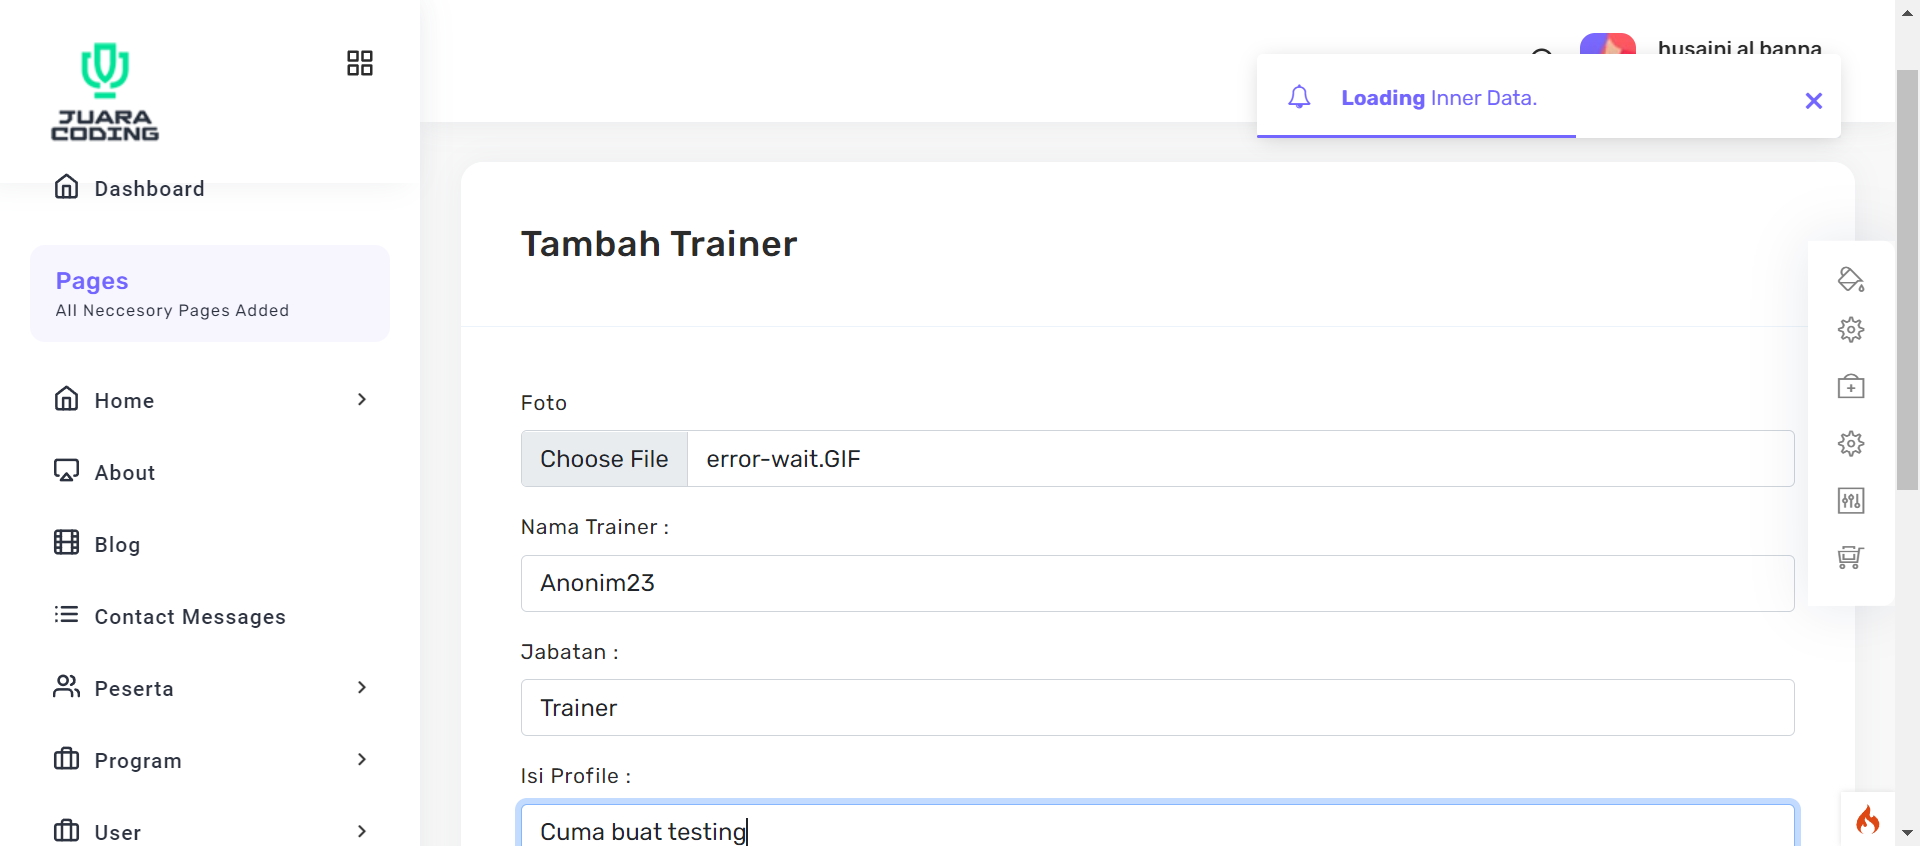 JUARA
CODING
husaini al banna
Loading Inner Data.
Dashboard
Pages
All Neccesory Pages Added
Home
About
Blog
Contact Messages
Peserta
Program
User
Tambah Trainer
Foto
Choose File error-wait.GIF
Nama Trainer :
Anonim23
Jabatan :
Trainer
Isi Profile :
Cuma buat testing